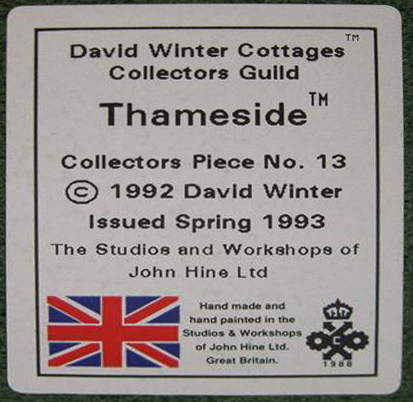 David Winter Cottages™
Collectors Guild
Thameside™
Collectors Piece No. 13
© 1992 David Winter
Issued Spring 1993
The Studios and Workshops of
John Hine Ltd
Hand made and
hand painted in the
Studios & Workshops
of John Hine Ltd.
Great Britain.
1988